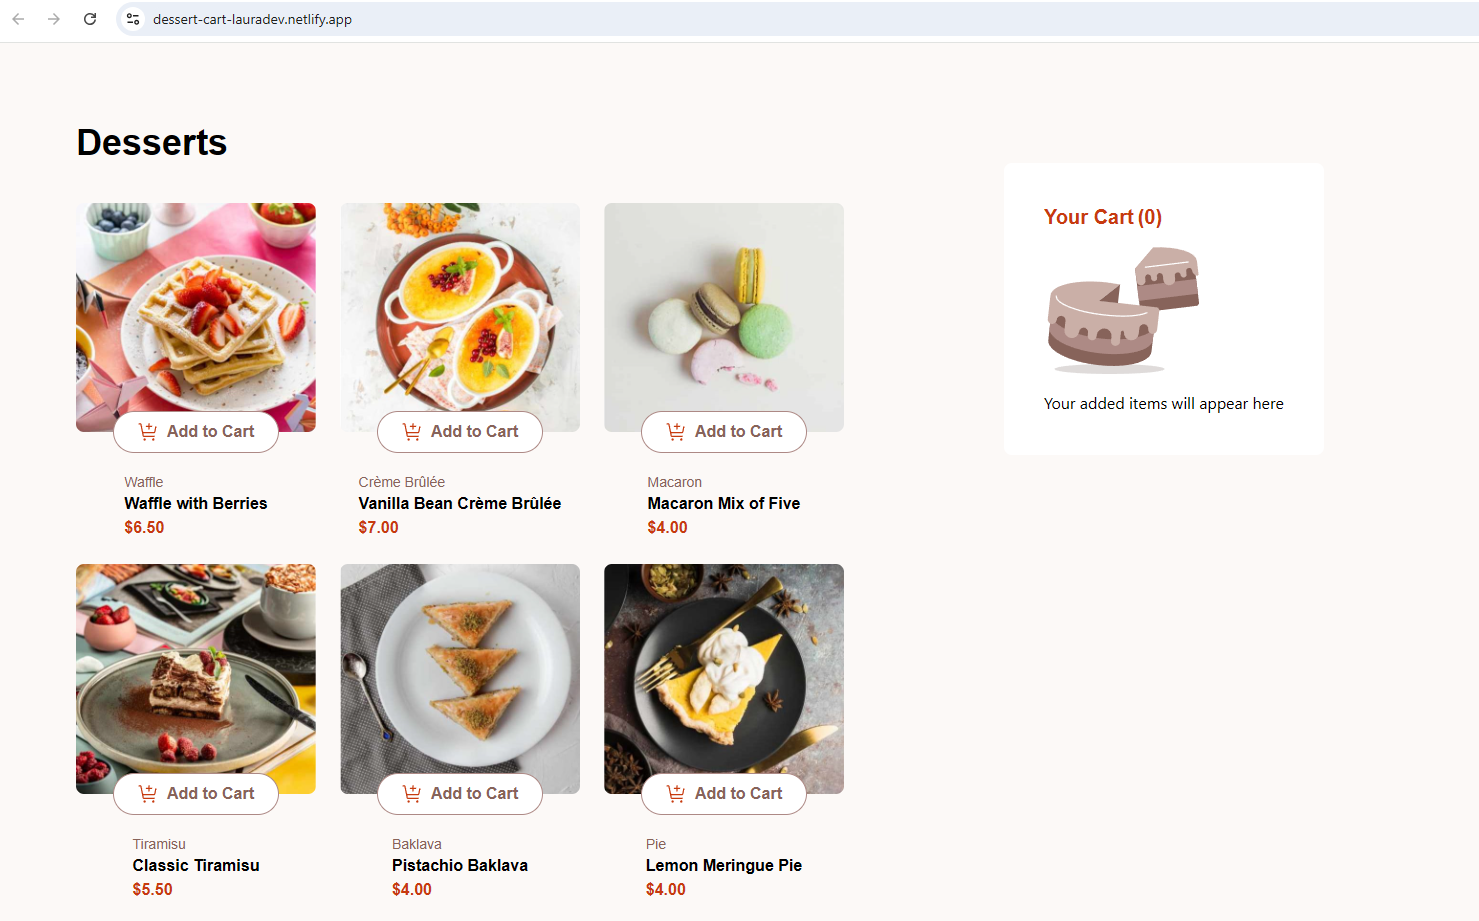 dessert-cart-lauradev.netlify.app
Desserts
Your Cart (0)
Your added items will appear here
Add to Cart
Add to Cart
Add to Cart
Waffle
Waffle with Berries
$6.50
Crème Brûlée
Vanilla Bean Crème Brûlée
$7.00
Macaron
Macaron Mix of Five
$4.00
Add to Cart
Add to Cart
Add to Cart
Tiramisu
Classic Tiramisu
$5.50
Baklava
Pistachio Baklava
$4.00
Pie
Lemon Meringue Pie
$4.00